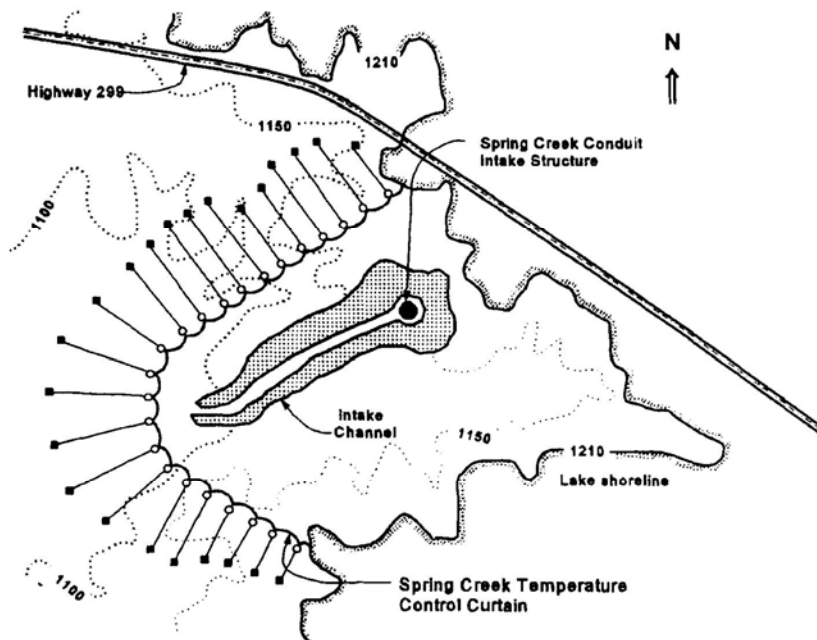 1210
N
Highway 299
1150
Spring Creek Conduit
Intake Structure
1100
Intake
Channel
1150
1210
Lake shoreline
1100
Spring Creek Temperature
Control Curtain